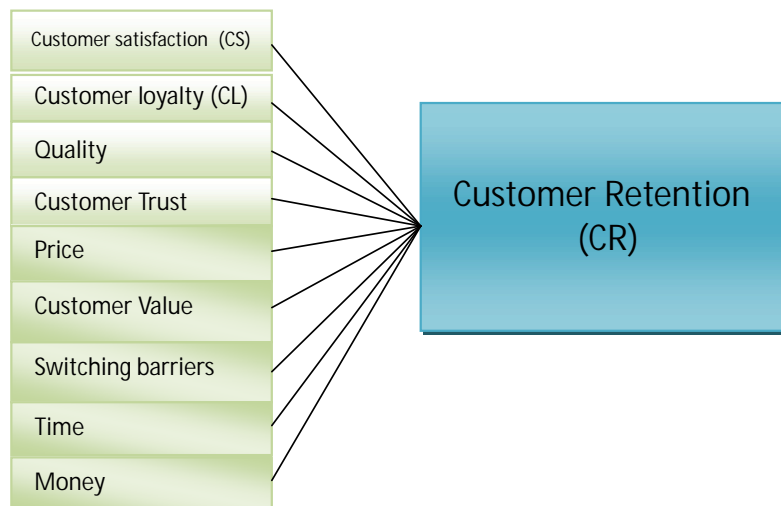 Customer satisfaction (CS)
Customer loyalty (CL)
Quality
Customer Trust
Price
Customer Value
Switching barriers
Time
Money
Customer Retention
(CR)